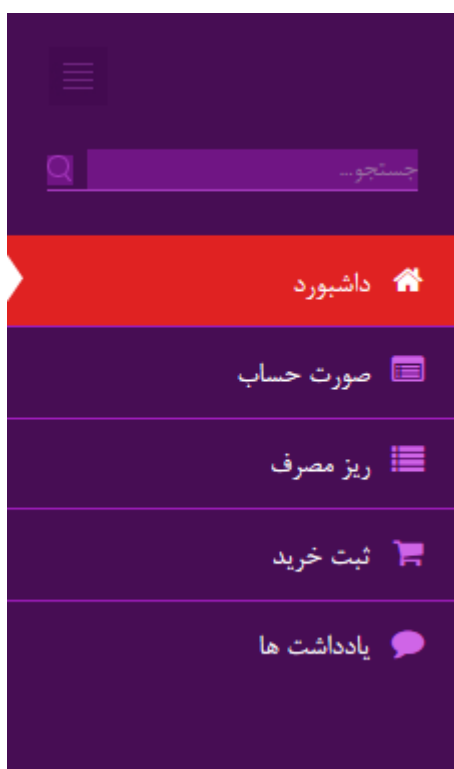 جستجو...
داشبورد
صورت حساب
ریز مصرف
ثبت خرید
یادداشت ها